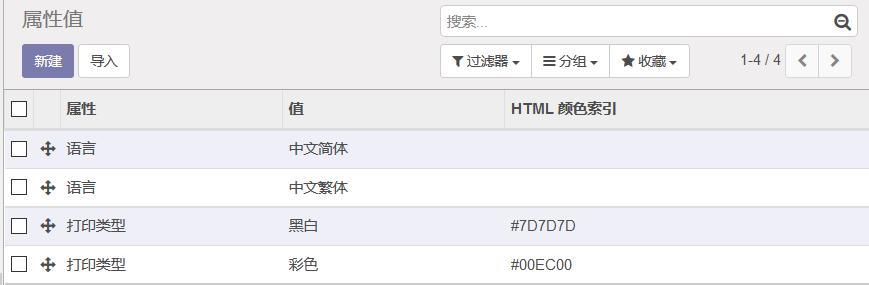 属性值
搜索...
新建 导入 过滤器 分组 收藏 1-4 / 4
属性 值 HTML 颜色索引
语言 中文简体
语言 中文繁体
打印类型 黑白 #7D7D7D
打印类型 彩色 #00EC00